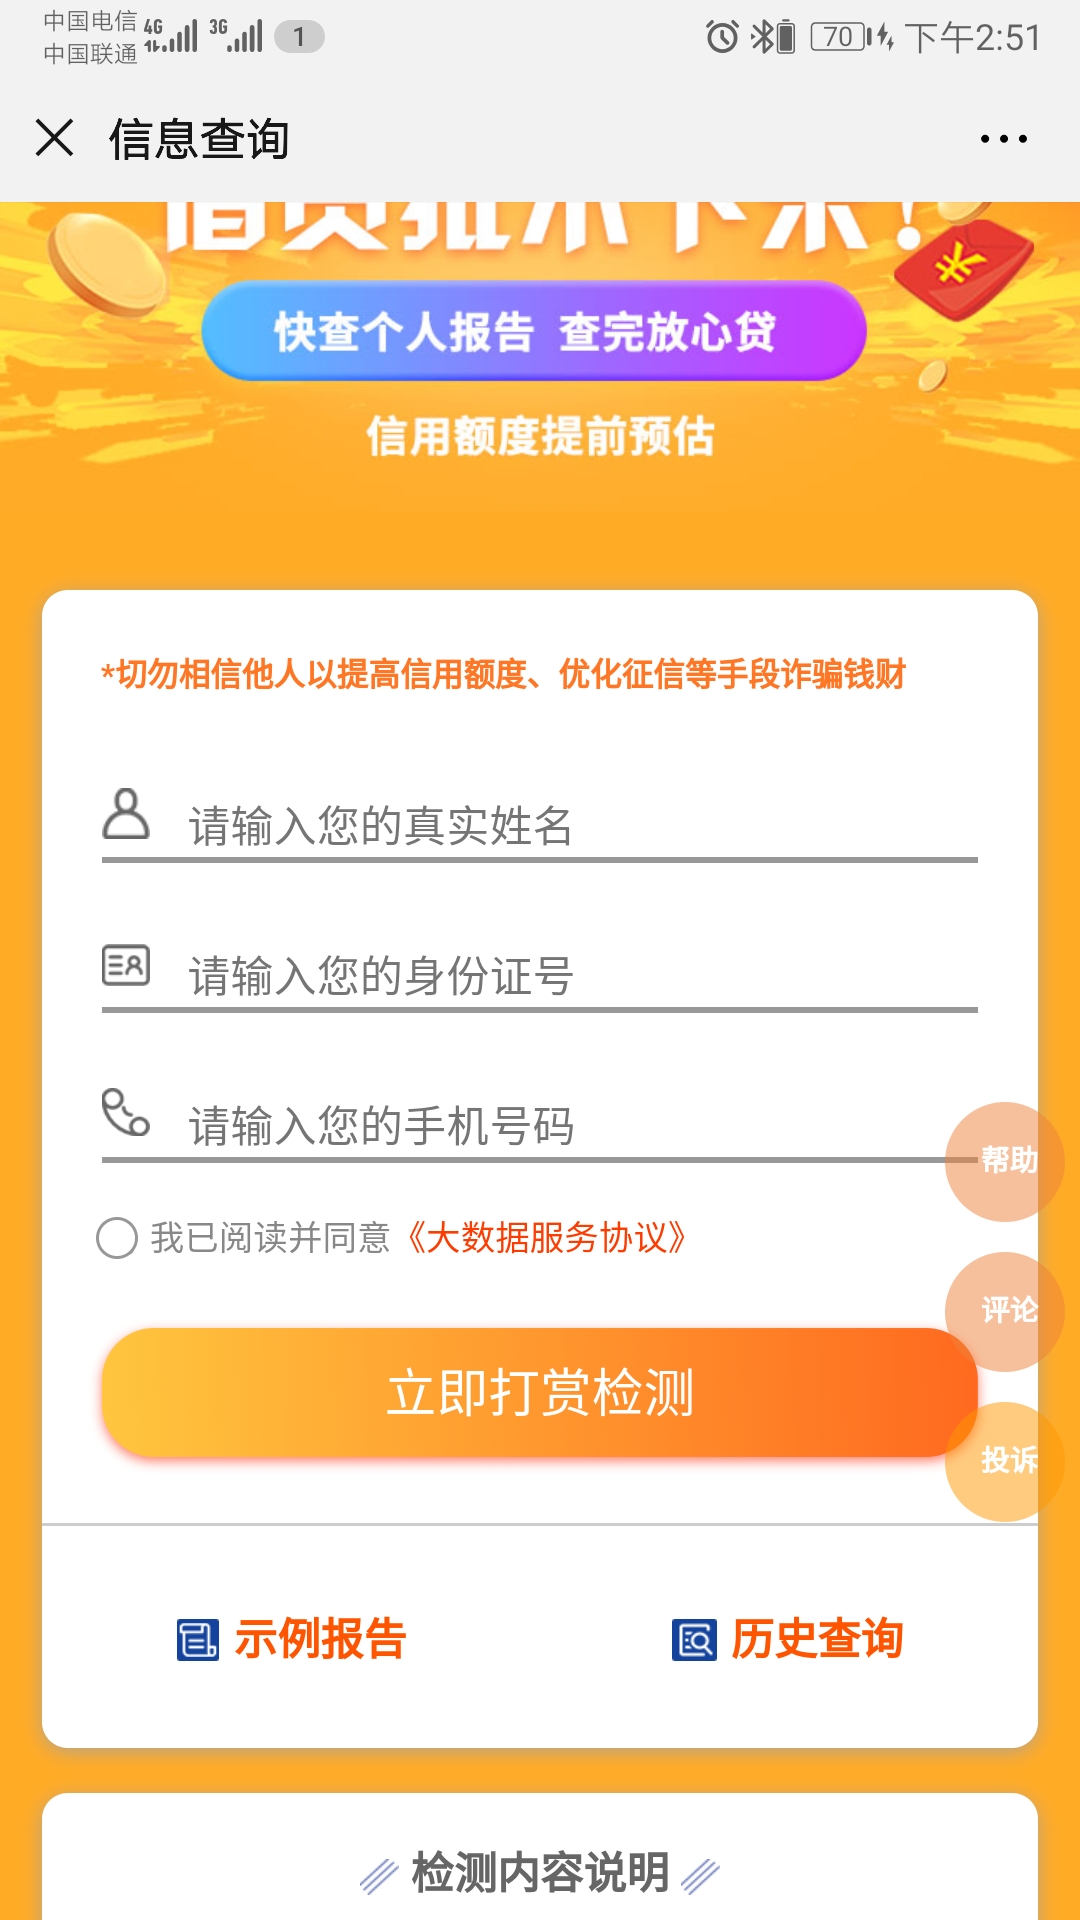 中国电信 4G 3G 1 70 下午2:51
中国联通
信息查询
借贷批不下来！
快查个人报告 查完放心贷
信用额度提前预估
*切勿相信他人以提高信用额度、优化征信等手段诈骗钱财
请输入您的真实姓名
请输入您的身份证号
请输入您的手机号码
帮助
我已阅读并同意《大数据服务协议》
评论
立即打赏检测
投诉
示例报告 历史查询
检测内容说明